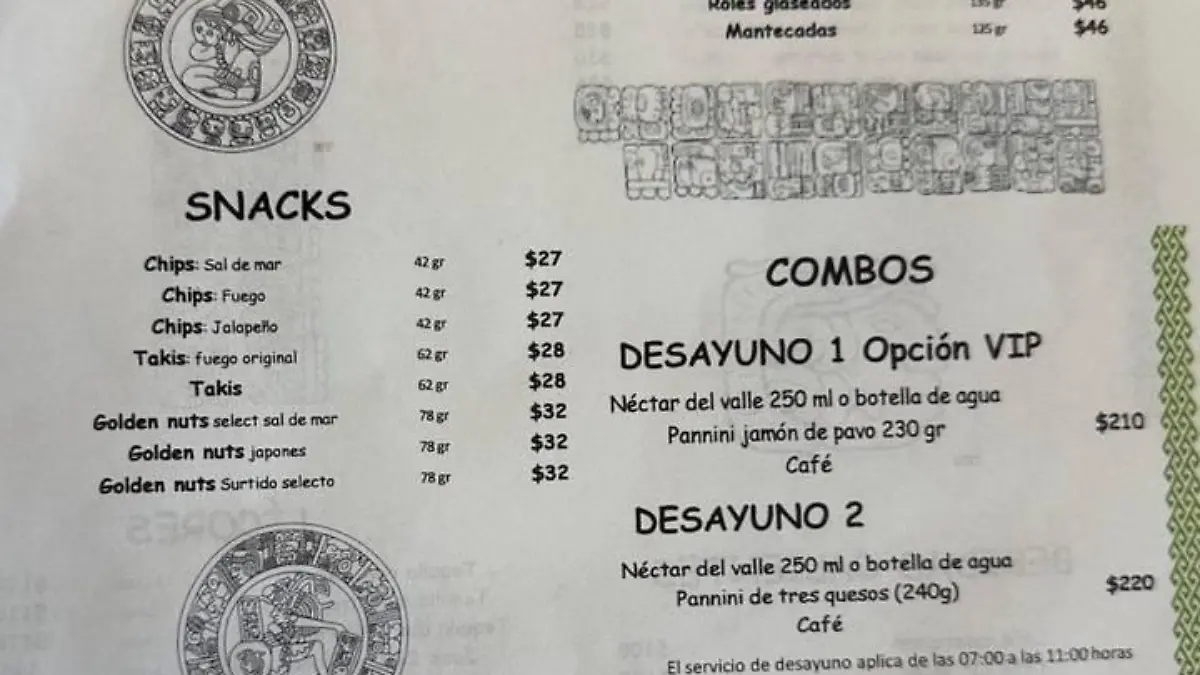 Roles glaseados 135 gr $46
Mantecadas 125 gr $46
SNACKS
Chips: Sal de mar 42 gr $27
Chips: Fuego 42 gr $27
Chips: Jalapeño 42 gr $27
Takis: fuego original 62 gr $28
Takis 62 gr $28
Golden nuts select sal de mar 78 gr $32
Golden nuts japones 78 gr $32
Golden nuts Surtido selecto 78 gr $32
COMBOS
DESAYUNO 1 Opción VIP
Néctar del valle 250 ml o botella de agua
Pannini jamón de pavo 230 gr $210
Café
DESAYUNO 2
Néctar del valle 250 ml o botella de agua
Pannini de tres quesos (240g) $220
Café
El servicio de desayuno aplica de las 07:00 a las 11:00 horas